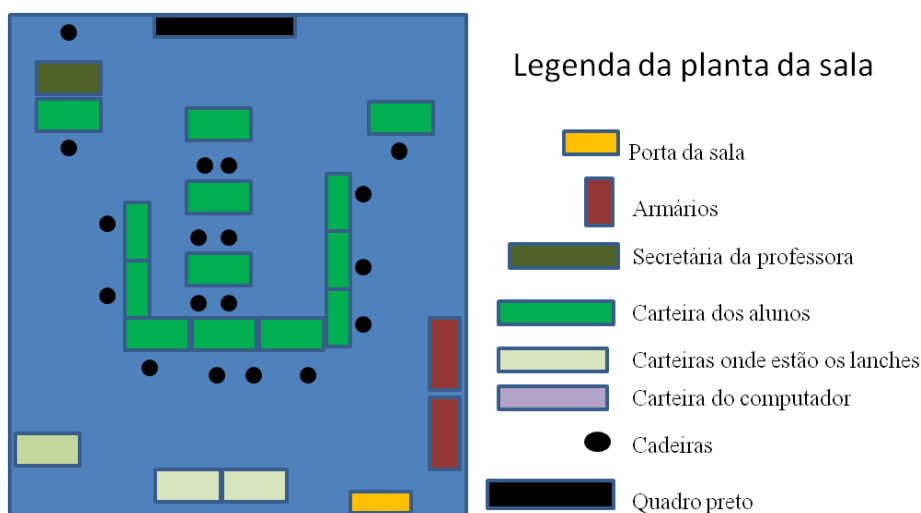 Legenda da planta da sala
Porta da sala
Armários
Secretária da professora
Carteira dos alunos
Carteiras onde estão os lanches
Carteira do computador
Cadeiras
Quadro preto